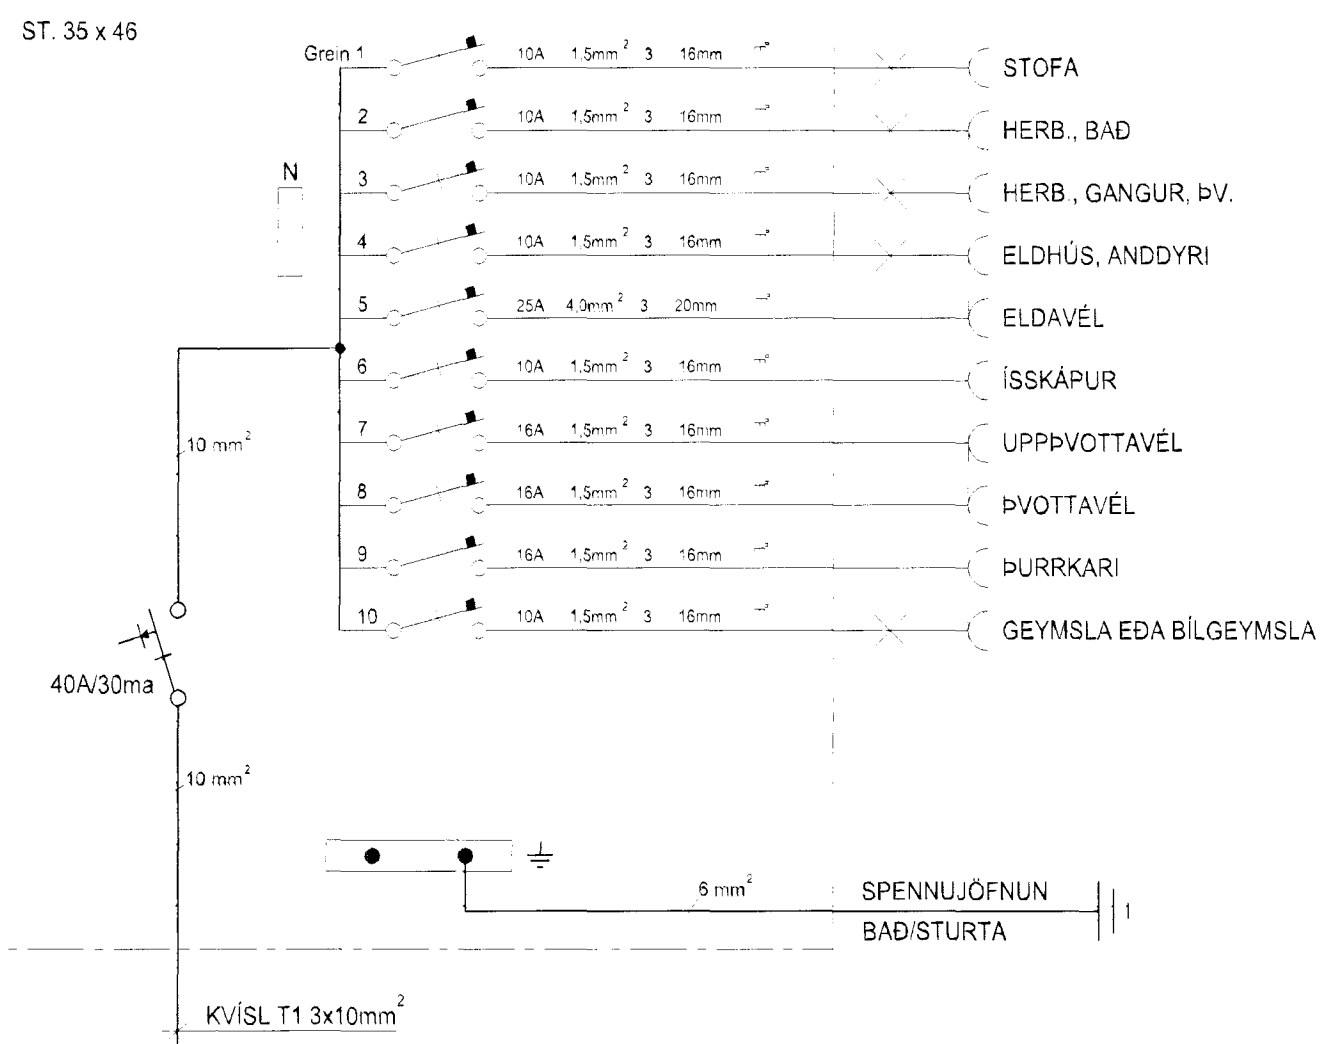 ST. 35 x 46
Grein 1 10A 1,5mm² 3 16mm STOFA
2 10A 1,5mm² 3 16mm HERB., BAÐ
N
3 10A 1,5mm² 3 16mm HERB., GANGUR, ÞV.
4 10A 1,5mm² 3 16mm ELDHÚS, ANDDYRI
5 25A 4,0mm² 3 20mm ELDAVÉL
6 10A 1,5mm² 3 16mm ÍSSKÁPUR
7 16A 1,5mm² 3 16mm UPPÞVOTTAVÉL
10 mm²
8 16A 1,5mm² 3 16mm ÞVOTTAVÉL
9 16A 1,5mm² 3 16mm ÞURRKARI
10 10A 1,5mm² 3 16mm GEYMSLA EÐA BÍLGEYMSLA
40A/30ma
10 mm²
6 mm² SPENNUJÖFNUN
1
BAÐ/STURTA
KVÍSL T1 3x10mm²